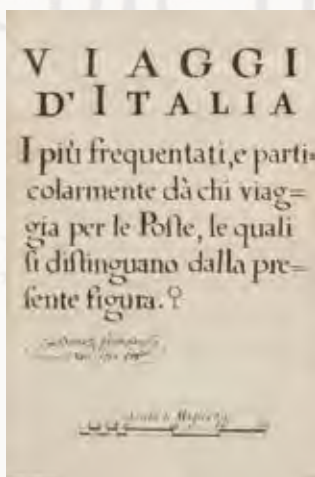 VIAGGI
D'ITALIA
I più frequentati, e parti=
colarmente dà chi viag=
gia per le Poſte, le quali
ſi diſtinguano dalla pre=
ſente figura.